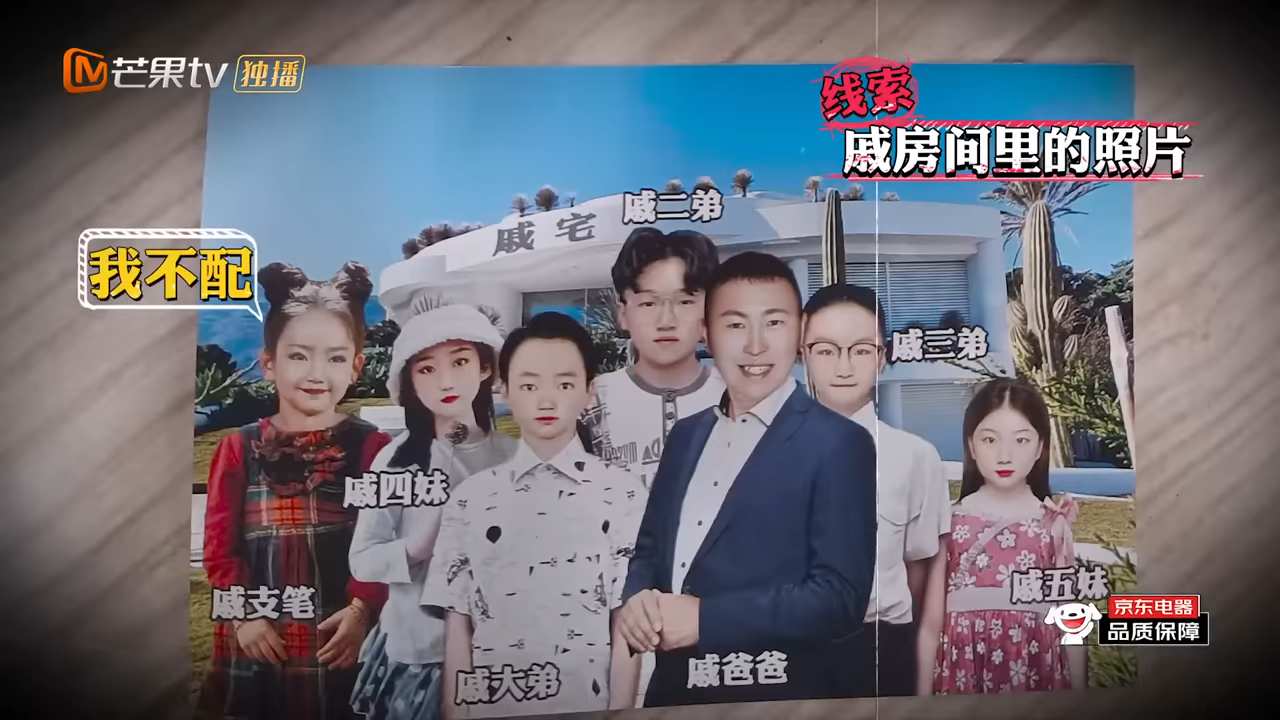 芒果tv 独播
线索
戚房间里的照片
我不配
戚宅
戚二弟
戚三弟
戚四妹
戚五妹
戚支笔
戚大弟
戚爸爸
京东电器
品质保障